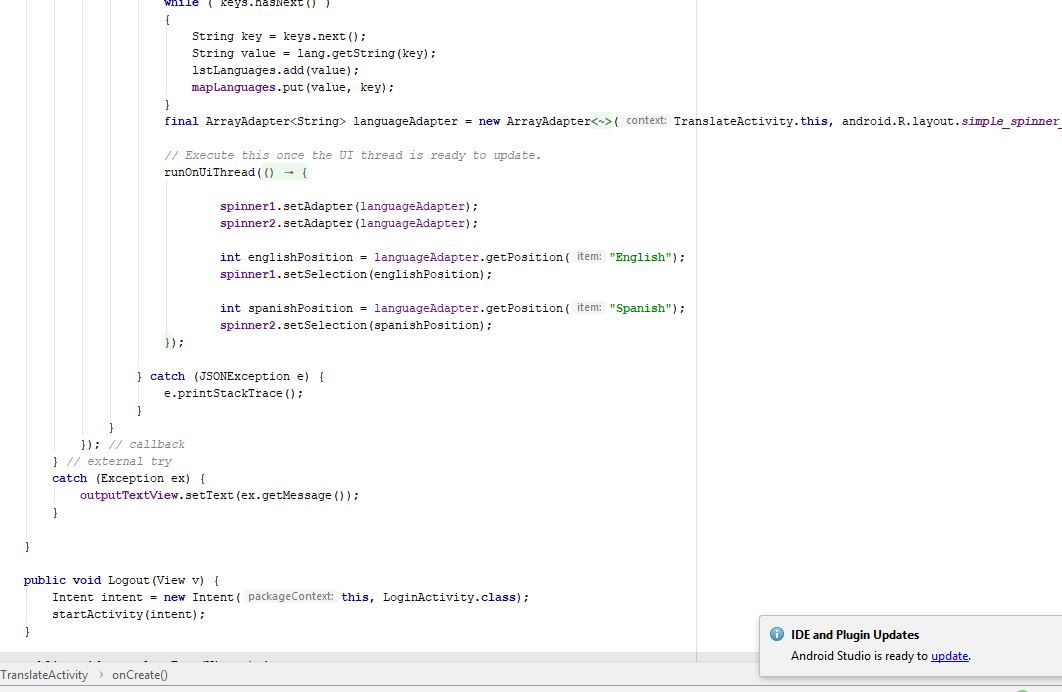 while ( keys.hasNext() )
{
String key = keys.next();
String value = lang.getString(key);
lstLanguages.add(value);
mapLanguages.put(value, key);
}
final ArrayAdapter<String> languageAdapter = new ArrayAdapter<~>( context: TranslateActivity.this, android.R.layout.simple_spinner_
// Execute this once the UI thread is ready to update.
runOnUiThread(() → {
spinner1.setAdapter(languageAdapter);
spinner2.setAdapter(languageAdapter);
int englishPosition = languageAdapter.getPosition( item: "English");
spinner1.setSelection(englishPosition);
int spanishPosition = languageAdapter.getPosition( item: "Spanish");
spinner2.setSelection(spanishPosition);
});
} catch (JSONException e) {
e.printStackTrace();
}
}
}); // callback
} // external try
catch (Exception ex) {
outputTextView.setText(ex.getMessage());
}
}
public void Logout(View v) {
Intent intent = new Intent( packageContext: this, LoginActivity.class);
startActivity(intent);
}
IDE and Plugin Updates
Android Studio is ready to update.
TranslateActivity > onCreate()